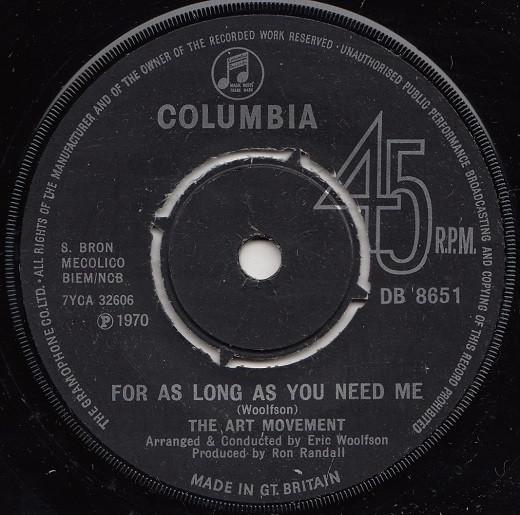 THE GRAMOPHONE CO. LTD. • ALL RIGHTS OF THE MANUFACTURER AND OF THE OWNER OF THE RECORDED WORK RESERVED • UNAUTHORISED PUBLIC PERFORMANCE BROADCASTING AND COPYING OF THIS RECORD PROHIBITED
COLUMBIA
45
R.P.M.
S. BRON
MECOLICO
BIEM/NCB
7YCA 32606
℗ 1970
DB 8651
FOR AS LONG AS YOU NEED ME
(Woolfson)
THE ART MOVEMENT
Arranged & Conducted by Eric Woolfson
Produced by Ron Randall
MADE IN GT. BRITAIN